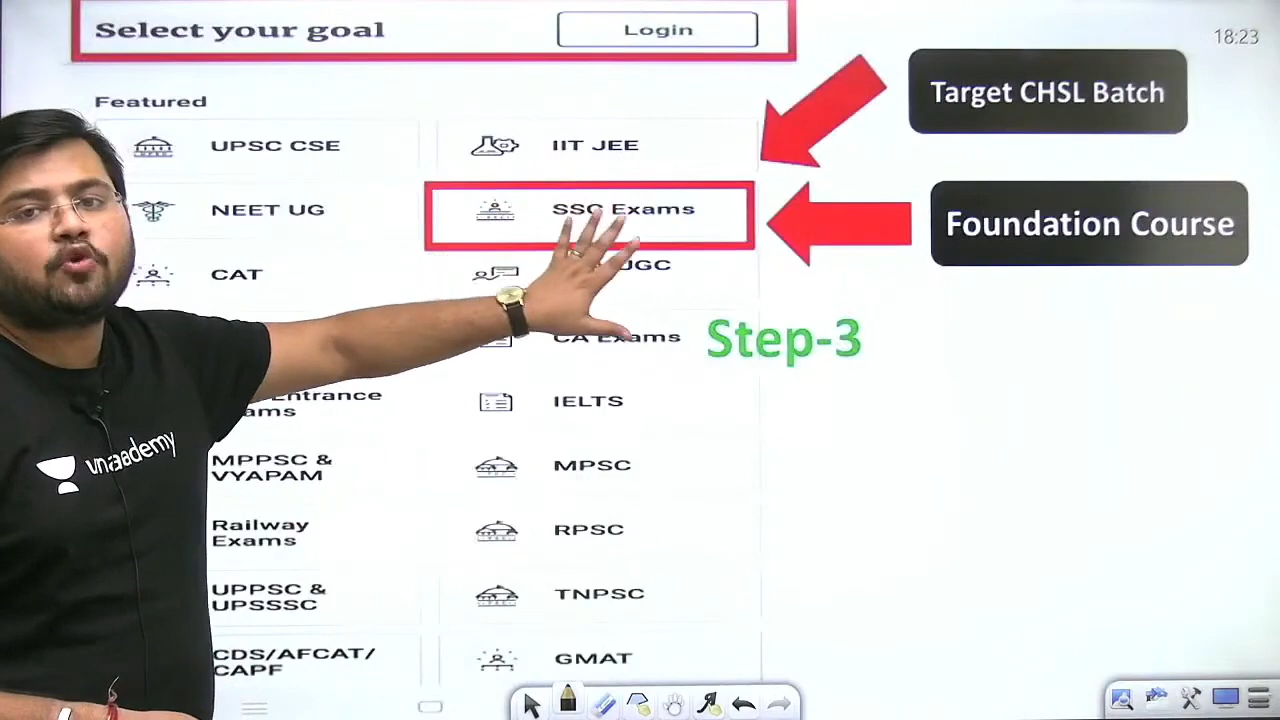 Select your goal
Login
18:23
Target CHSL Batch
Featured
UPSC CSE
IIT JEE
NEET UG
SSC Exams
Foundation Course
CAT
UGC
CA Exams
Step-3
Entrance
IELTS
MPPSC &
VYAPAM
MPSC
Railway
Exams
RPSC
UPPSC &
UPSSSC
TNPSC
CDS/AFCAT/
CAPF
GMAT